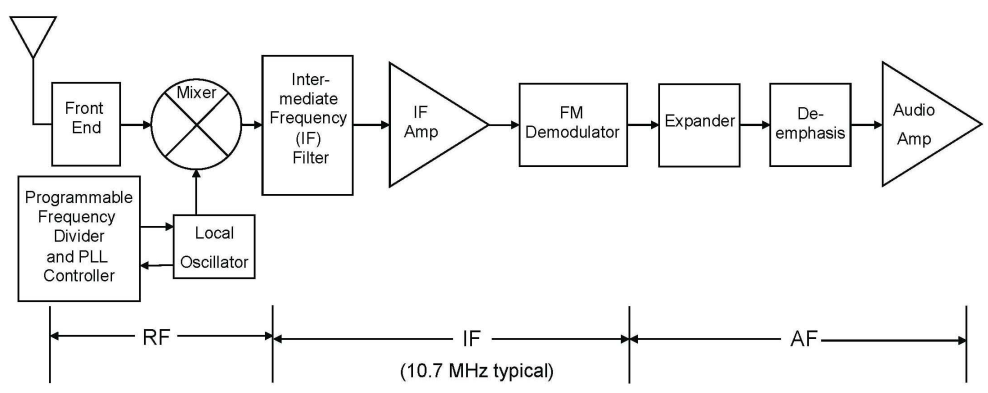 Front
End
Mixer
Inter-
mediate
Frequency
(IF)
Filter
IF
Amp
FM
Demodulator
Expander
De-
emphasis
Audio
Amp
Programmable
Frequency
Divider
and PLL
Controller
Local
Oscillator
RF
IF
(10.7 MHz typical)
AF